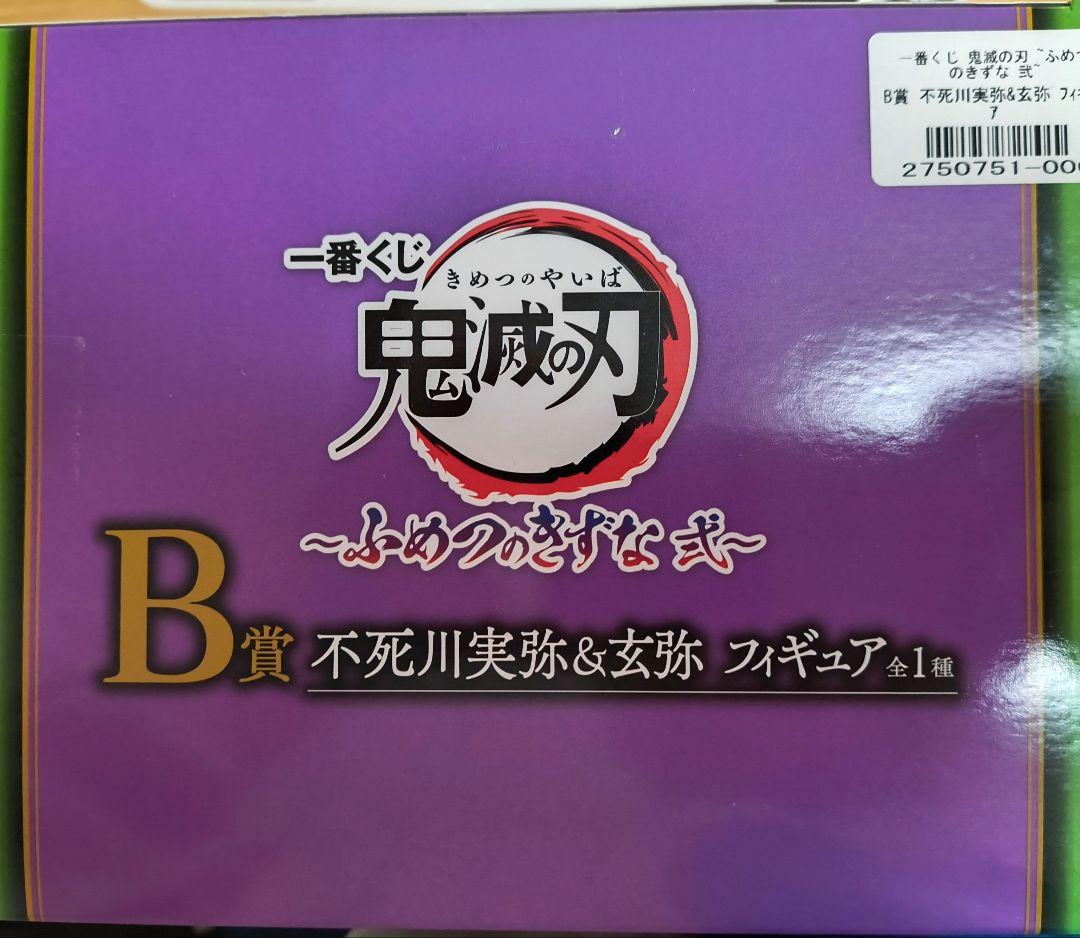 一番くじ 鬼滅の刃 ~ふめつ
のきずな 弐~
B賞 不死川実弥&玄弥 ﾌｨｷﾞｭ
ｱ
2750751-000
一番くじ
きめつのやいば
鬼滅の刃
～ふめつのきずな 弐～
B賞 不死川実弥&玄弥 フィギュア 全1種